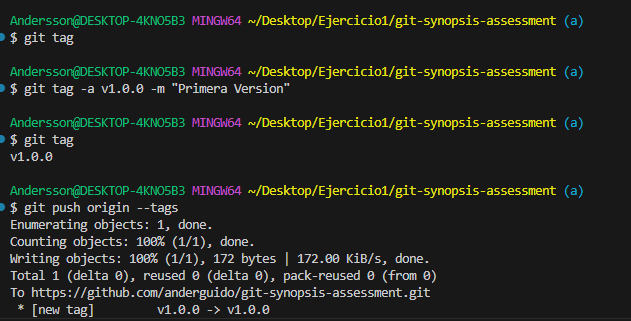 Andersson@DESKTOP-4KNO5B3 MINGW64 ~/Desktop/Ejercicio1/git-synopsis-assessment (a)
$ git tag
Andersson@DESKTOP-4KNO5B3 MINGW64 ~/Desktop/Ejercicio1/git-synopsis-assessment (a)
$ git tag -a v1.0.0 -m "Primera Version"
Andersson@DESKTOP-4KNO5B3 MINGW64 ~/Desktop/Ejercicio1/git-synopsis-assessment (a)
$ git tag
v1.0.0
Andersson@DESKTOP-4KNO5B3 MINGW64 ~/Desktop/Ejercicio1/git-synopsis-assessment (a)
$ git push origin --tags
Enumerating objects: 1, done.
Counting objects: 100% (1/1), done.
Writing objects: 100% (1/1), 172 bytes | 172.00 KiB/s, done.
Total 1 (delta 0), reused 0 (delta 0), pack-reused 0 (from 0)
To https://github.com/anderguido/git-synopsis-assessment.git
 * [new tag]         v1.0.0 -> v1.0.0